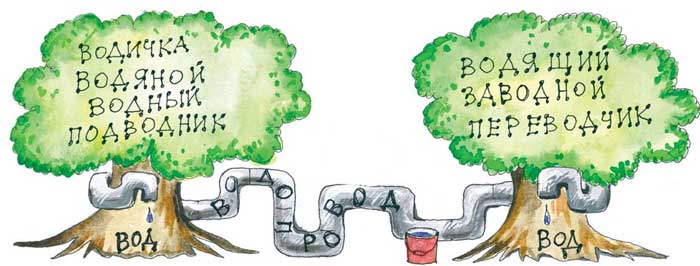 ВОДИЧКА
ВОДЯНОЙ
ВОДНЫЙ
ПОДВОДНИК
ВОДЯЩИЙ
ЗАВОДНОЙ
ПЕРЕВОДЧИК
ВОДОПРОВОД
ВОД
ВОД